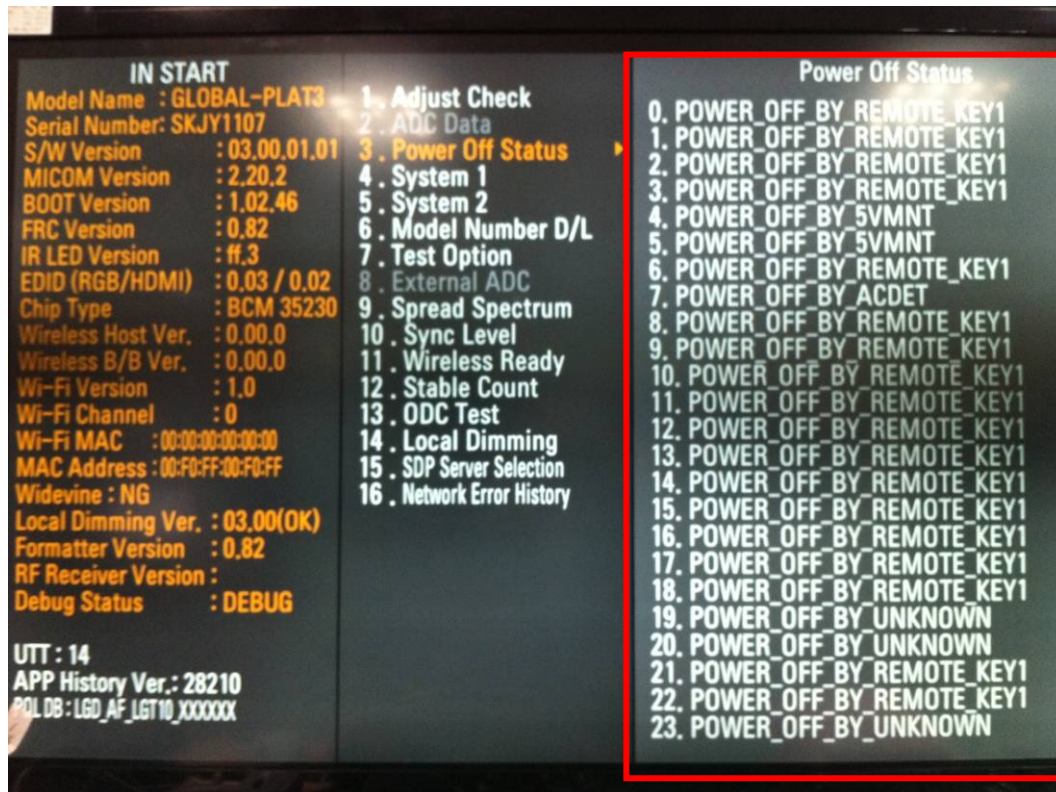 IN START
Model Name : GLOBAL-PLAT3
Serial Number: SKJY1107
S/W Version : 03.00.01.01
MICOM Version : 2.20.2
BOOT Version : 1.02.46
FRC Version : 0.82
IR LED Version : ff.3
EDID (RGB/HDMI) : 0.03 / 0.02
Chip Type : BCM 35230
Wireless Host Ver. : 0.00.0
Wireless B/B Ver. : 0.00.0
Wi-Fi Version : 1.0
Wi-Fi Channel : 0
Wi-Fi MAC : 00:00:00:00:00:00
MAC Address : 00:F0:FF:00:F0:FF
Widevine : NG
Local Dimming Ver. : 03.00(OK)
Formatter Version : 0.82
RF Receiver Version :
Debug Status : DEBUG
UTT : 14
APP History Ver.: 28210
PQL DB : LGD_AF_LGT10_XXXXXX
1 . Adjust Check
2 . ADC Data
3 . Power Off Status
4 . System 1
5 . System 2
6 . Model Number D/L
7 . Test Option
8 . External ADC
9 . Spread Spectrum
10 . Sync Level
11 . Wireless Ready
12 . Stable Count
13 . ODC Test
14 . Local Dimming
15 . SDP Server Selection
16 . Network Error History
Power Off Status
0. POWER_OFF_BY_REMOTE_KEY1
1. POWER_OFF_BY_REMOTE_KEY1
2. POWER_OFF_BY_REMOTE_KEY1
3. POWER_OFF_BY_REMOTE_KEY1
4. POWER_OFF_BY_5VMNT
5. POWER_OFF_BY_5VMNT
6. POWER_OFF_BY_REMOTE_KEY1
7. POWER_OFF_BY_ACDET
8. POWER_OFF_BY_REMOTE_KEY1
9. POWER_OFF_BY_REMOTE_KEY1
10. POWER_OFF_BY_REMOTE_KEY1
11. POWER_OFF_BY_REMOTE_KEY1
12. POWER_OFF_BY_REMOTE_KEY1
13. POWER_OFF_BY_REMOTE_KEY1
14. POWER_OFF_BY_REMOTE_KEY1
15. POWER_OFF_BY_REMOTE_KEY1
16. POWER_OFF_BY_REMOTE_KEY1
17. POWER_OFF_BY_REMOTE_KEY1
18. POWER_OFF_BY_REMOTE_KEY1
19. POWER_OFF_BY_UNKNOWN
20. POWER_OFF_BY_UNKNOWN
21. POWER_OFF_BY_REMOTE_KEY1
22. POWER_OFF_BY_REMOTE_KEY1
23. POWER_OFF_BY_UNKNOWN